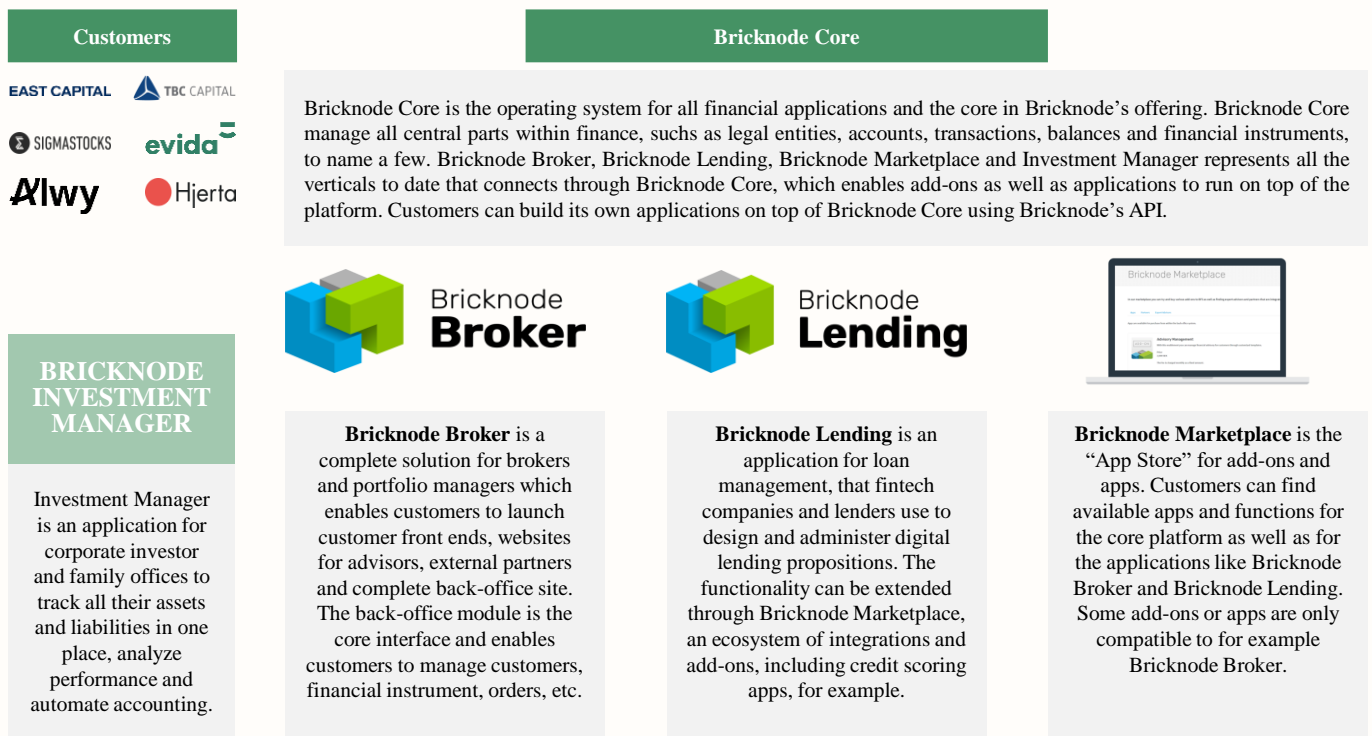 Customers
EAST CAPITAL
TBC CAPITAL
SIGMASTOCKS
evida
Alwy
Hjerta
Bricknode Core
Bricknode Core is the operating system for all financial applications and the core in Bricknode’s offering. Bricknode Core
manage all central parts within finance, suchs as legal entities, accounts, transactions, balances and financial instruments,
to name a few. Bricknode Broker, Bricknode Lending, Bricknode Marketplace and Investment Manager represents all the
verticals to date that connects through Bricknode Core, which enables add-ons as well as applications to run on top of the
platform. Customers can build its own applications on top of Bricknode Core using Bricknode’s API.
BRICKNODE
INVESTMENT
MANAGER
Investment Manager
is an application for
corporate investor
and family offices to
track all their assets
and liabilities in one
place, analyze
performance and
automate accounting.
Bricknode
Broker
Bricknode Broker is a
complete solution for brokers
and portfolio managers which
enables customers to launch
customer front ends, websites
for advisors, external partners
and complete back-office site.
The back-office module is the
core interface and enables
customers to manage customers,
financial instrument, orders, etc.
Bricknode
Lending
Bricknode Lending is an
application for loan
management, that fintech
companies and lenders use to
design and administer digital
lending propositions. The
functionality can be extended
through Bricknode Marketplace,
an ecosystem of integrations and
add-ons, including credit scoring
apps, for example.
Bricknode Marketplace
Advisory Management
Bricknode Marketplace is the
“App Store” for add-ons and
apps. Customers can find
available apps and functions for
the core platform as well as for
the applications like Bricknode
Broker and Bricknode Lending.
Some add-ons or apps are only
compatible to for example
Bricknode Broker.